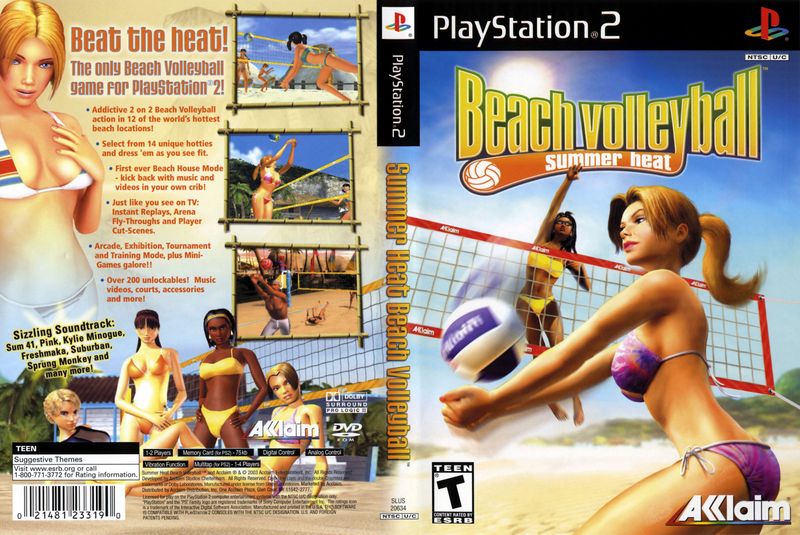 Beat the heat!
The only Beach Volleyball
game for PlayStation®2!
• Addictive 2 on 2 Beach Volleyball
action in 12 of the world's hottest
beach locations!
• Select from 14 unique hotties
and dress 'em as you see fit.
• First ever Beach House Mode
- kick back with music and
videos in your own crib!
• Just like you see on TV:
Instant Replays, Arena
Fly-Throughs and Player
Cut-Scenes.
• Arcade, Exhibition, Tournament
and Training Mode, plus Mini-
Games galore!!
• Over 200 unlockables! Music
videos, courts, accessories
and more!
Sizzling Soundtrack:
Sum 41, Pink, Kylie Minogue,
Freshmaka, Suburban,
Sprung Monkey and
many more!
DOLBY
SURROUND
PRO LOGIC II
AKKlaim
DVD
ROM
TEEN
Suggestive Themes
Visit www.esrb.org or call
1-800-771-3772 for Rating information.
1-2 Players
Memory Card (for PS2) - 75kb
Digital Control
Analog Control
Vibration Function
Multitap (for PS2) - 1-4 Players
0 21481 23319 0
PlayStation®2
Summer Heat Beach Volleyball™
SLUS
20634
NTSC U/C
PlayStation®2
NTSC U/C
Beach volleyball™
summer heat
AKKlaim
AKKlaim
TEEN
T
CONTENT RATED BY
ESRB
AKKlaim